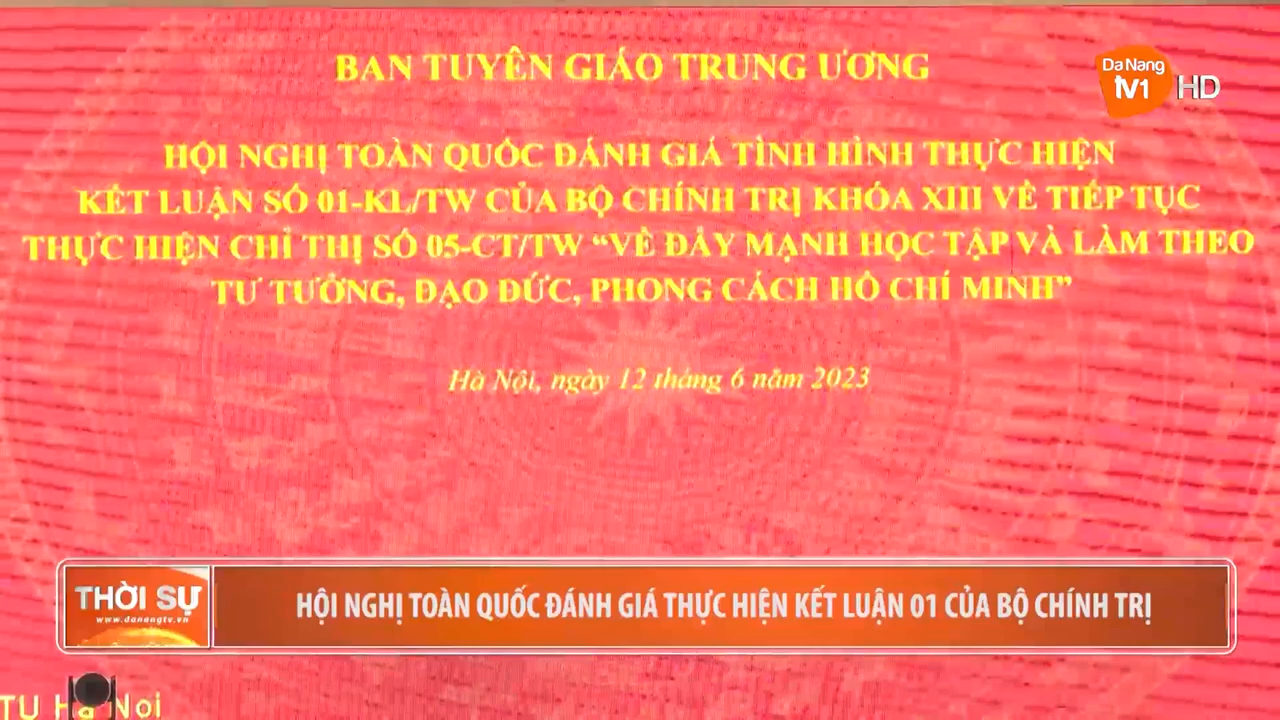 BAN TUYÊN GIÁO TRUNG ƯƠNG
Da Nang
TV1 HD
HỘI NGHỊ TOÀN QUỐC ĐÁNH GIÁ TÌNH HÌNH THỰC HIỆN
KẾT LUẬN SỐ 01-KL/TW CỦA BỘ CHÍNH TRỊ KHÓA XIII VỀ TIẾP TỤC
THỰC HIỆN CHỈ THỊ SỐ 05-CT/TW “VỀ ĐẨY MẠNH HỌC TẬP VÀ LÀM THEO
TƯ TƯỞNG, ĐẠO ĐỨC, PHONG CÁCH HỒ CHÍ MINH”
Hà Nội, ngày 12 tháng 6 năm 2023
THỜI SỰ
www.danangtv.vn
HỘI NGHỊ TOÀN QUỐC ĐÁNH GIÁ THỰC HIỆN KẾT LUẬN 01 CỦA BỘ CHÍNH TRỊ
TU Ha Noi